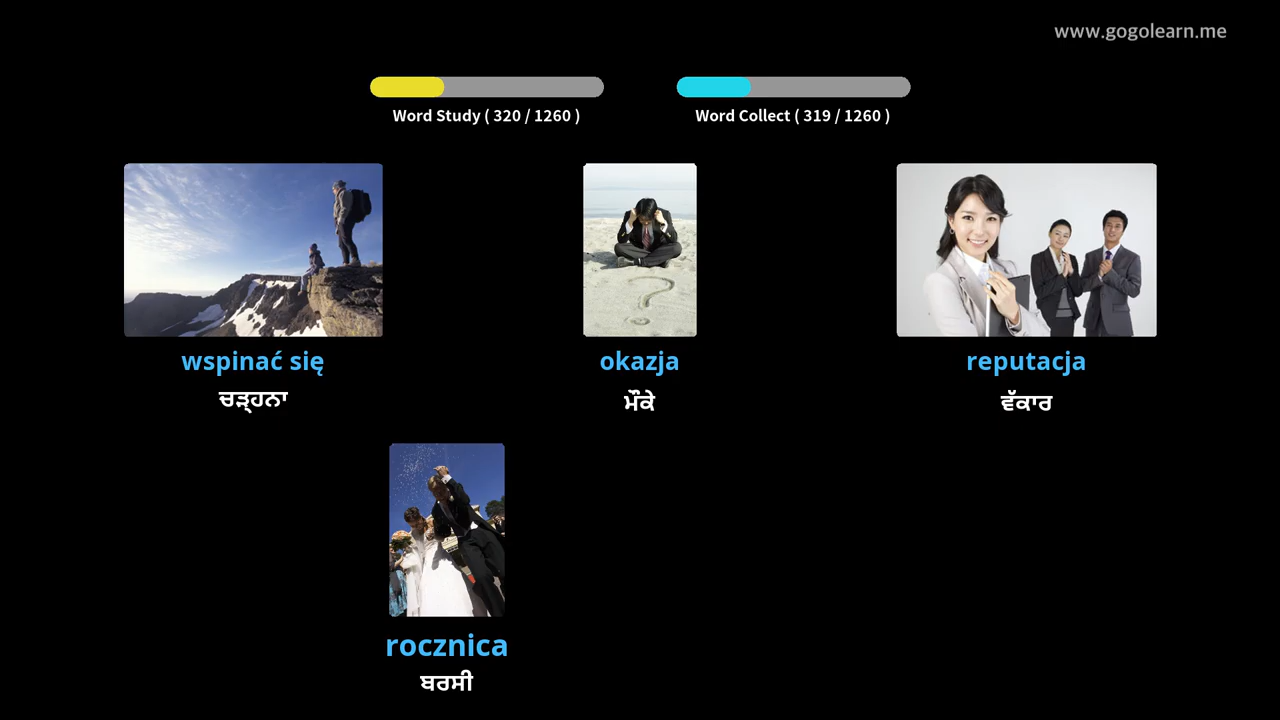 www.gogolearn.me
Word Study ( 320 / 1260 )
Word Collect ( 319 / 1260 )
wspinać się
okazja
reputacja
ਚੜ੍ਹਨਾ
ਮੌਕੇ
ਵੱਕਾਰ
rocznica
ਬਰਸੀ